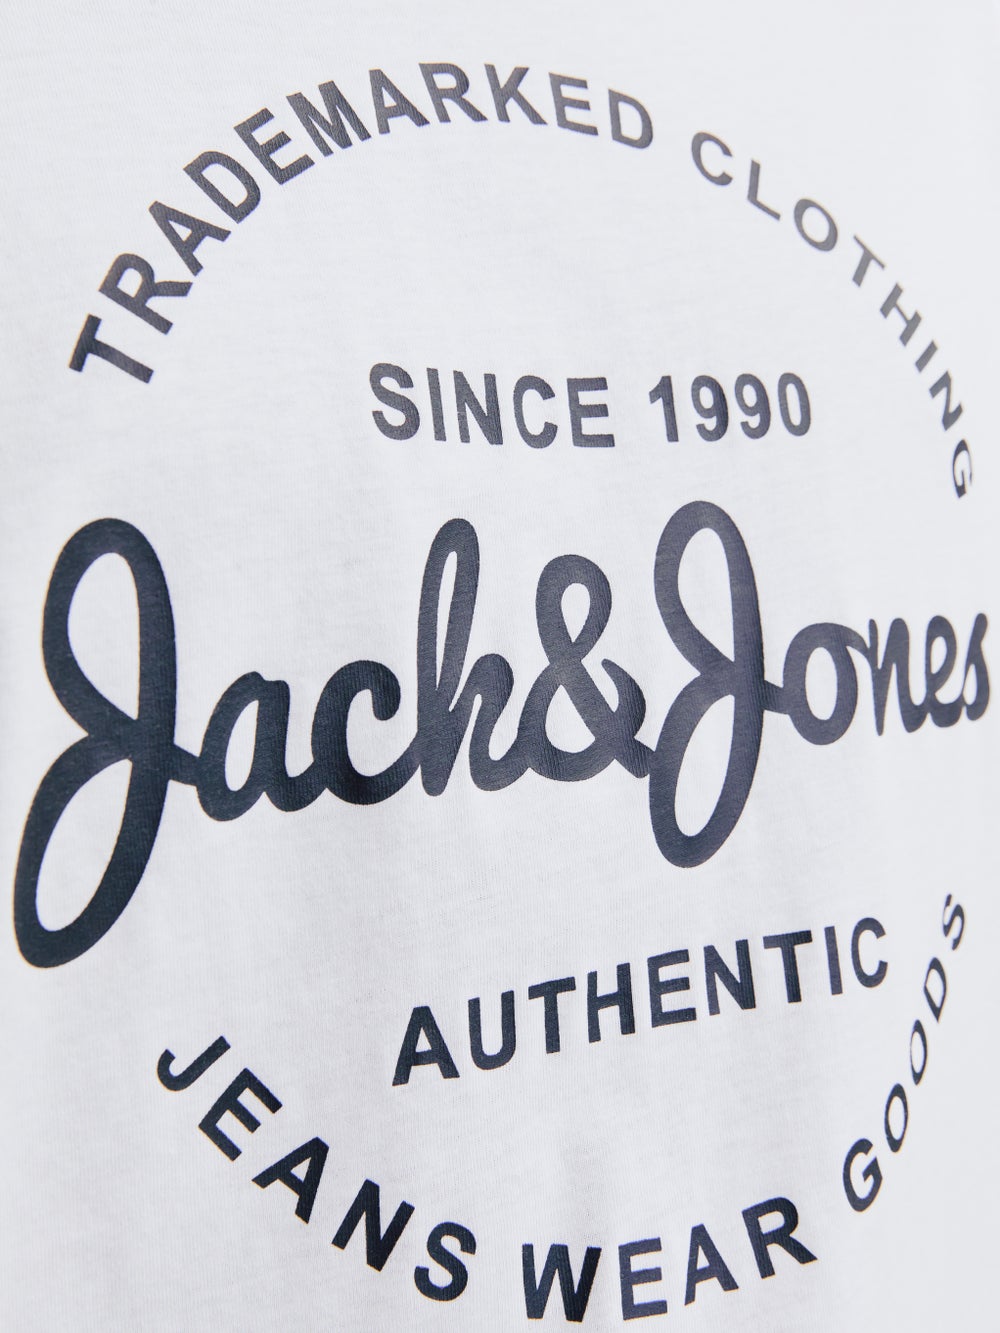 TRADEMARKED CLOTHING
SINCE 1990
Jack&Jones
AUTHENTIC
JEANS WEAR GOODS